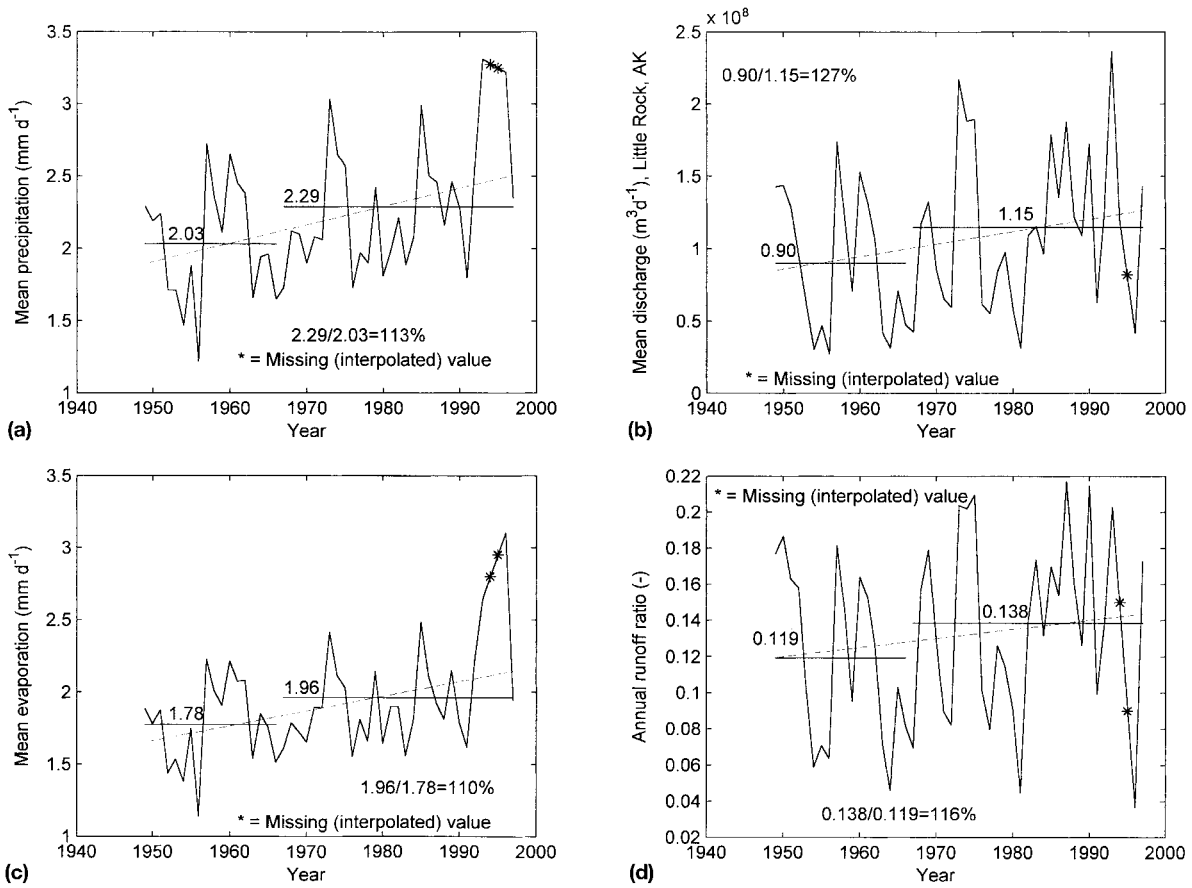 3.5
3
2.5
2
1.5
1
Mean precipitation (mm d⁻¹)
2.03
2.29
2.29/2.03=113%
* = Missing (interpolated) value
1940 1950 1960 1970 1980 1990 2000
Year
(a)
× 10⁸
2.5
2
1.5
1
0.5
0
Mean discharge (m³d⁻¹), Little Rock, AK
0.90/1.15=127%
0.90
1.15
* = Missing (interpolated) value
1940 1950 1960 1970 1980 1990 2000
Year
(b)
3.5
3
2.5
2
1.5
1
Mean evaporation (mm d⁻¹)
1.78
1.96
1.96/1.78=110%
* = Missing (interpolated) value
1940 1950 1960 1970 1980 1990 2000
Year
(c)
0.22
0.2
0.18
0.16
0.14
0.12
0.1
0.08
0.06
0.04
0.02
Annual runoff ratio (-)
* = Missing (interpolated) value
0.119
0.138
0.138/0.119=116%
1940 1950 1960 1970 1980 1990 2000
Year
(d)